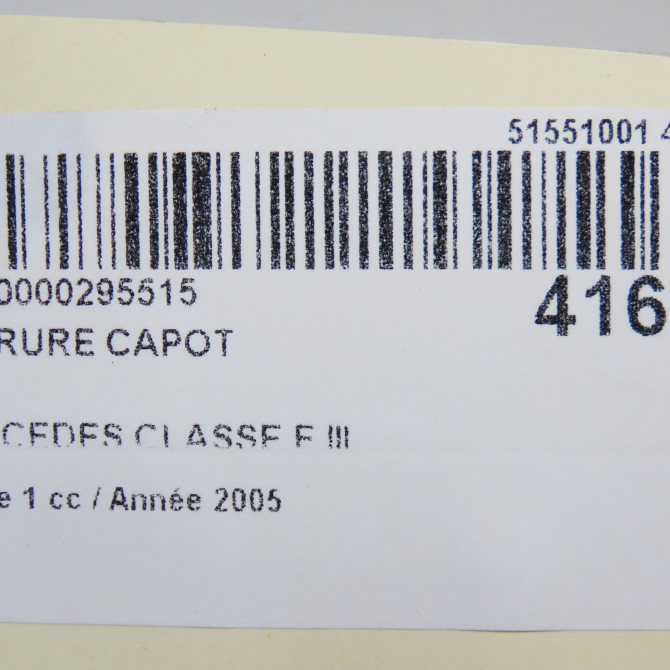 51551001 4
0000295515
416
RURE CAPOT
CEDES CLASSE E III
e 1 cc / Année 2005